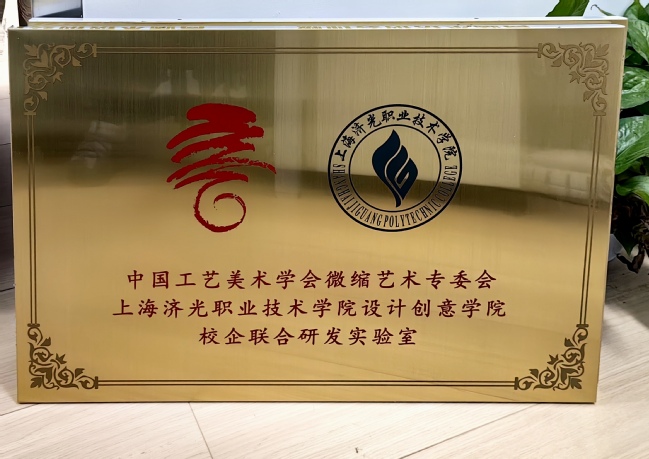 上海济光职业技术学院
SHANGHAI JIGUANG POLYTECHNIC COLLEGE
中国工艺美术学会微缩艺术专委会
上海济光职业技术学院设计创意学院
校企联合研发实验室